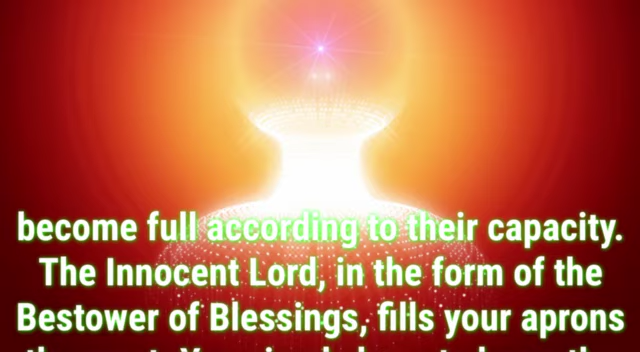 become full according to their capacity.
The Innocent Lord, in the form of the
Bestower of Blessings, fills your aprons